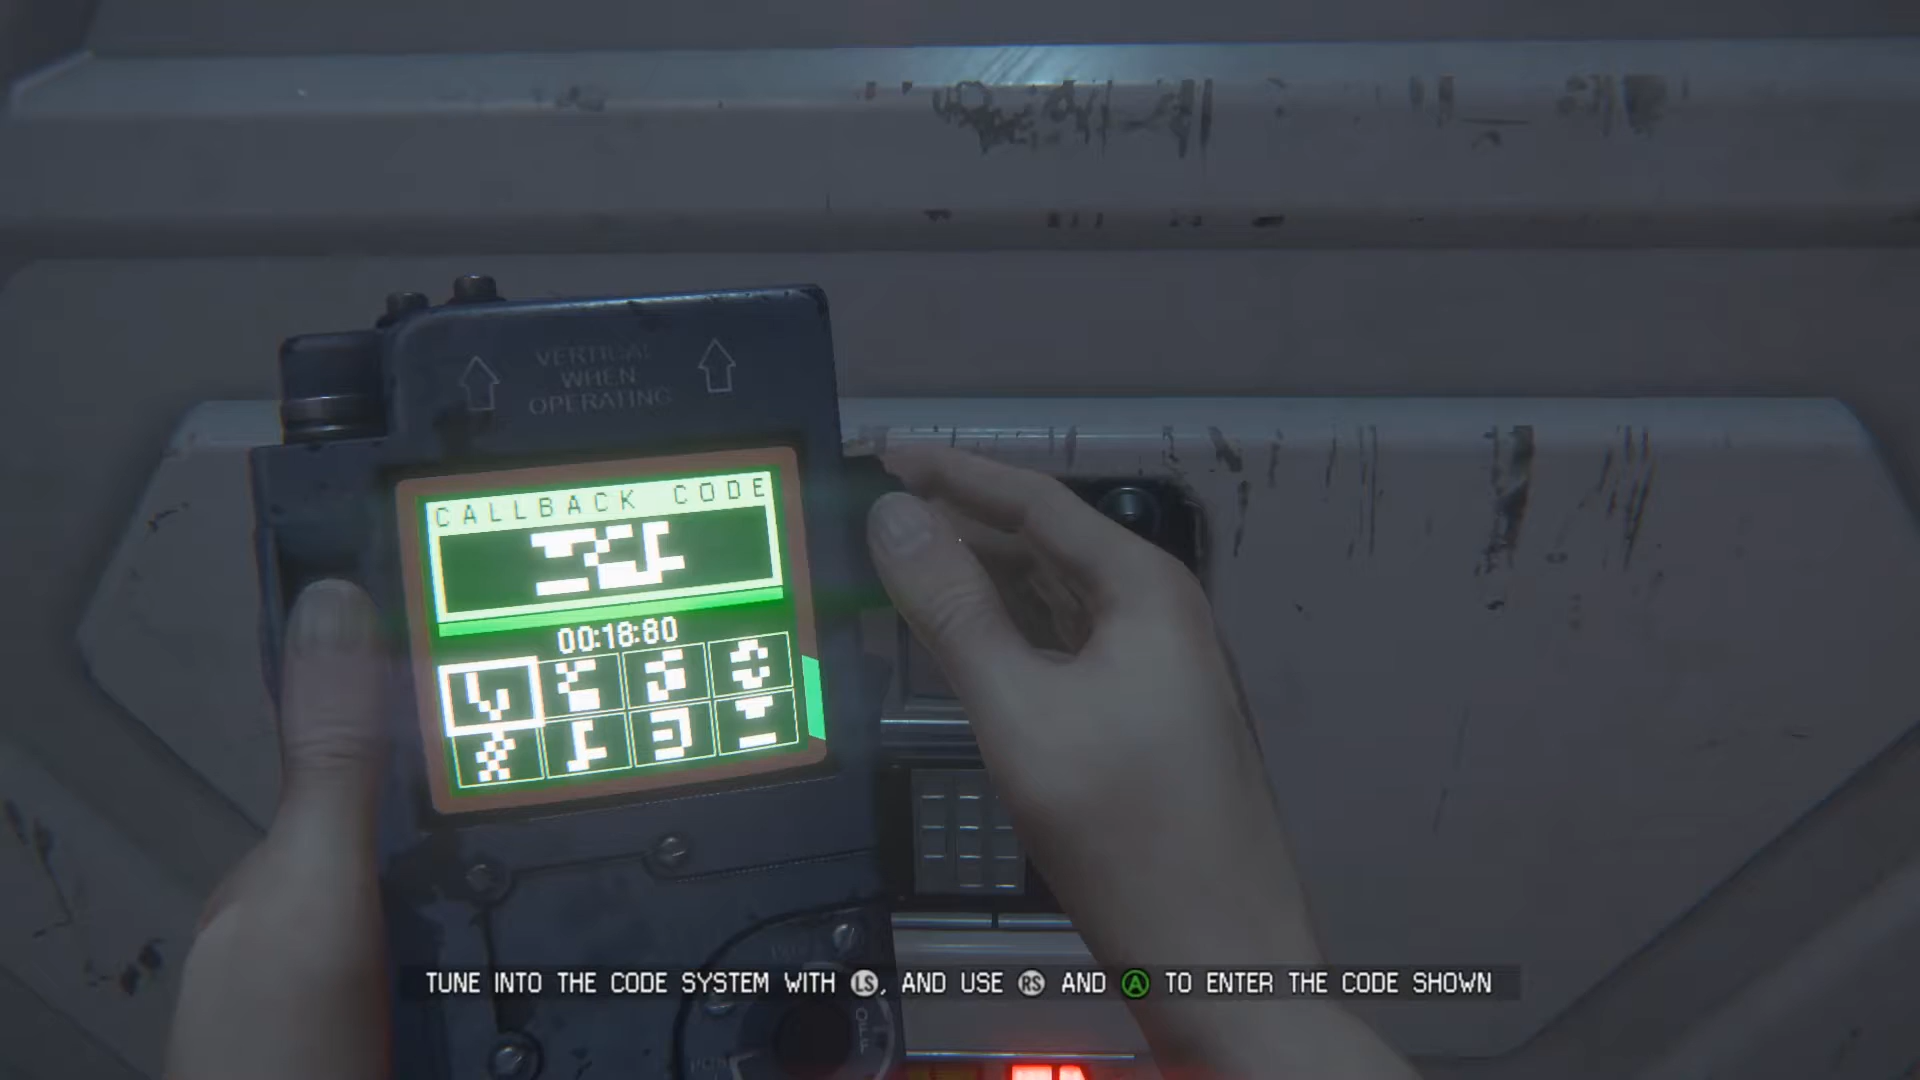 VERTICAL
WHEN
OPERATING
CALLBACK CODE
00:18:80
OFF
TUNE INTO THE CODE SYSTEM WITH LS, AND USE RS AND A TO ENTER THE CODE SHOWN